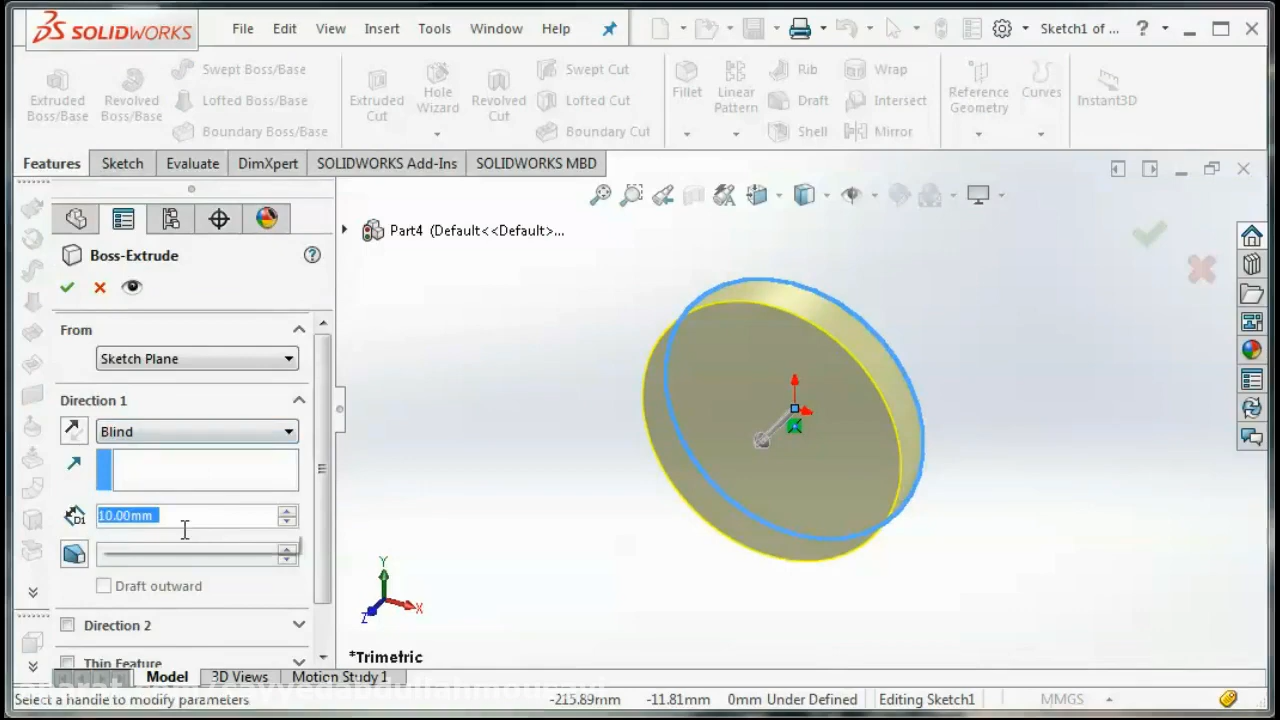 SOLIDWORKS File Edit View Insert Tools Window Help Sketch1 of ... ?
Extruded Boss/Base
Revolved Boss/Base
Swept Boss/Base
Lofted Boss/Base
Boundary Boss/Base
Extruded Cut
Hole Wizard
Revolved Cut
Swept Cut
Lofted Cut
Boundary Cut
Fillet
Linear Pattern
Rib
Draft
Shell
Wrap
Intersect
Mirror
Reference Geometry
Curves
Instant3D
Features Sketch Evaluate DimXpert SOLIDWORKS Add-Ins SOLIDWORKS MBD
Part4 (Default<<Default>...
Boss-Extrude
From
Sketch Plane
Direction 1
Blind
D1 10.00mm
Draft outward
Direction 2
Thin Feature
Y
X
Z
*Trimetric
Model 3D Views Motion Study 1
Select a handle to modify parameters -215.89mm -11.81mm 0mm Under Defined Editing Sketch1 MMGS